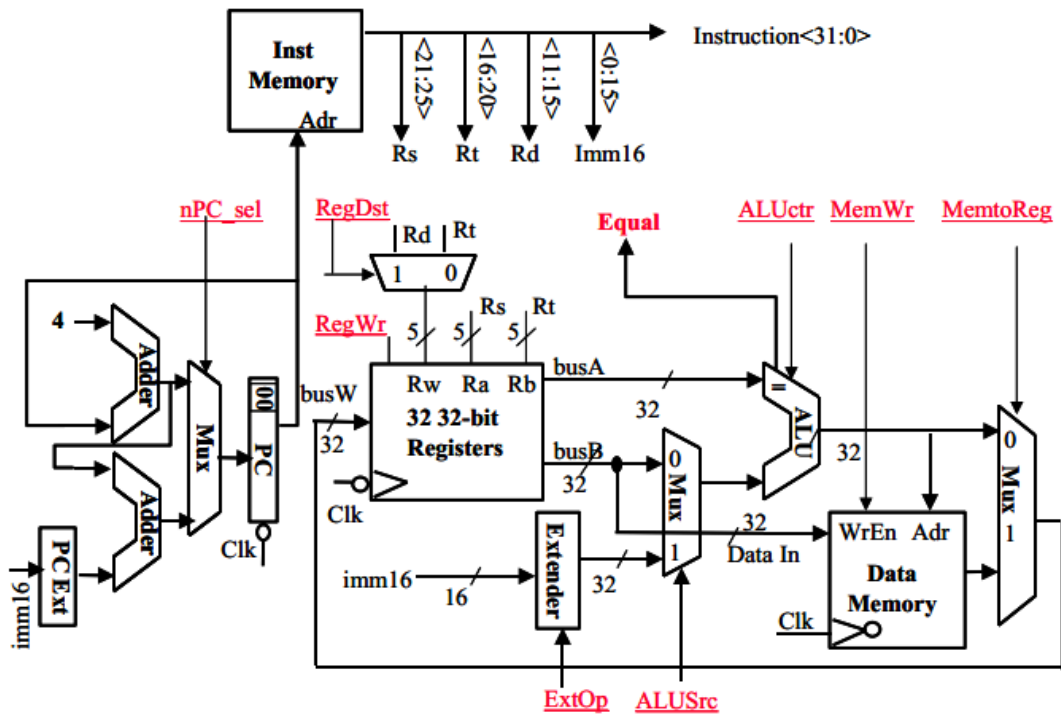 Inst
Memory
Adr
Instruction<31:0>
<21:25>
<16:20>
<11:15>
<0:15>
Rs
Rt
Rd
Imm16
nPC_sel
RegDst
Equal
ALUctr
MemWr
MemtoReg
Rd
Rt
1
0
4
Adder
RegWr
5
5
Rs
5
Rt
busW
32
Rw
Ra
Rb
32 32-bit
Registers
Clk
busA
32
busB
32
=
ALU
32
0
Mux
1
Mux
00
PC
Clk
Adder
imm16
PC Ext
imm16
16
Extender
32
32
Data In
WrEn
Adr
Data
Memory
Clk
0
Mux
1
ExtOp
ALUSrc